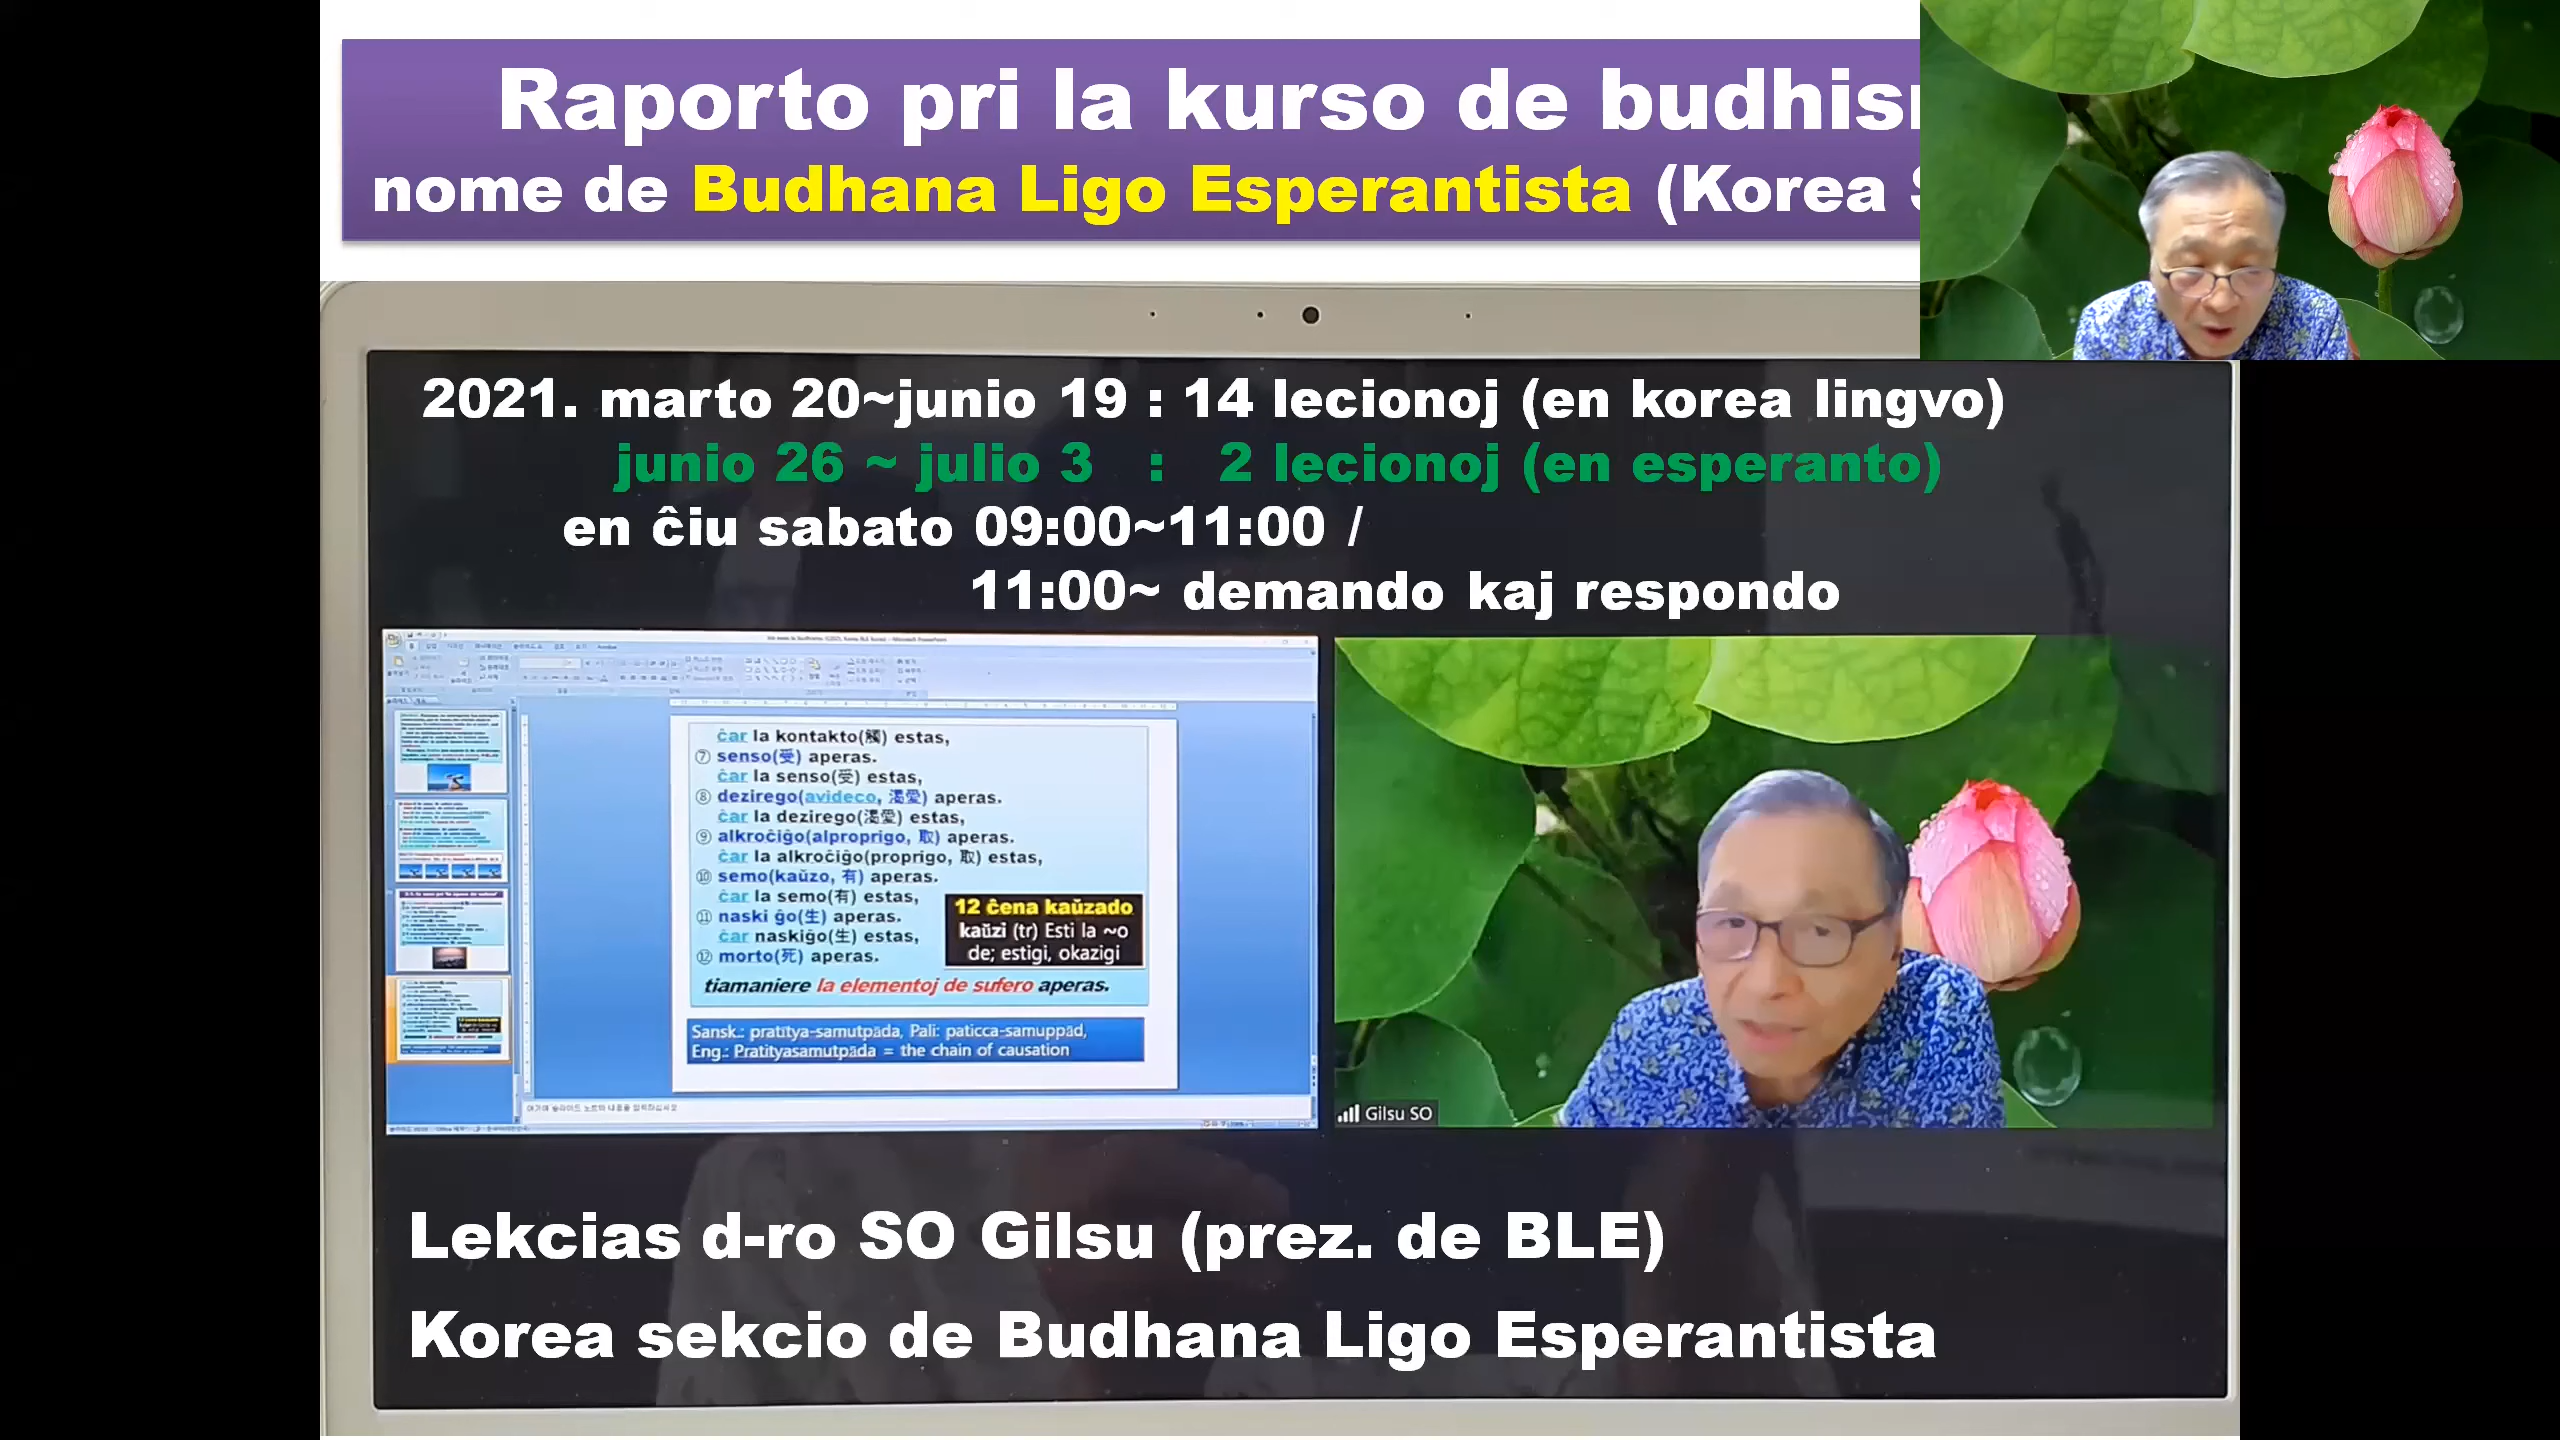 Raporto pri la kurso de budhis
nome de Budhana Ligo Esperantista (Korea
2021. marto 20~junio 19 : 14 lecionoj (en korea lingvo)
junio 26 ~ julio 3 : 2 lecionoj (en esperanto)
en ĉiu sabato 09:00~11:00 /
11:00~ demando kaj respondo
ĉar la kontakto(觸) estas,
⑦ senso(受) aperas.
ĉar la senso(受) estas,
⑧ dezirego(avideco, 渴愛) aperas.
ĉar la dezirego(渴愛) estas,
⑨ alkroĉiĝo(alproprigo, 取) aperas.
ĉar la alkroĉiĝo(proprigo, 取) estas,
⑩ semo(kaŭzo, 有) aperas.
ĉar la semo(有) estas,
⑪ naski ĝo(生) aperas.
ĉar naskiĝo(生) estas,
⑫ morto(死) aperas.
12 ĉena kaŭzado
kaŭzi (tr) Esti la ~o
de; estigi, okazigi
tiamaniere la elementoj de sufero aperas.
Sansk.: pratītya-samutpāda, Pali: paticca-samuppād,
Eng.: Pratityasamutpāda = the chain of causation
Gilsu SO
Lekcias d-ro SO Gilsu (prez. de BLE)
Korea sekcio de Budhana Ligo Esperantista